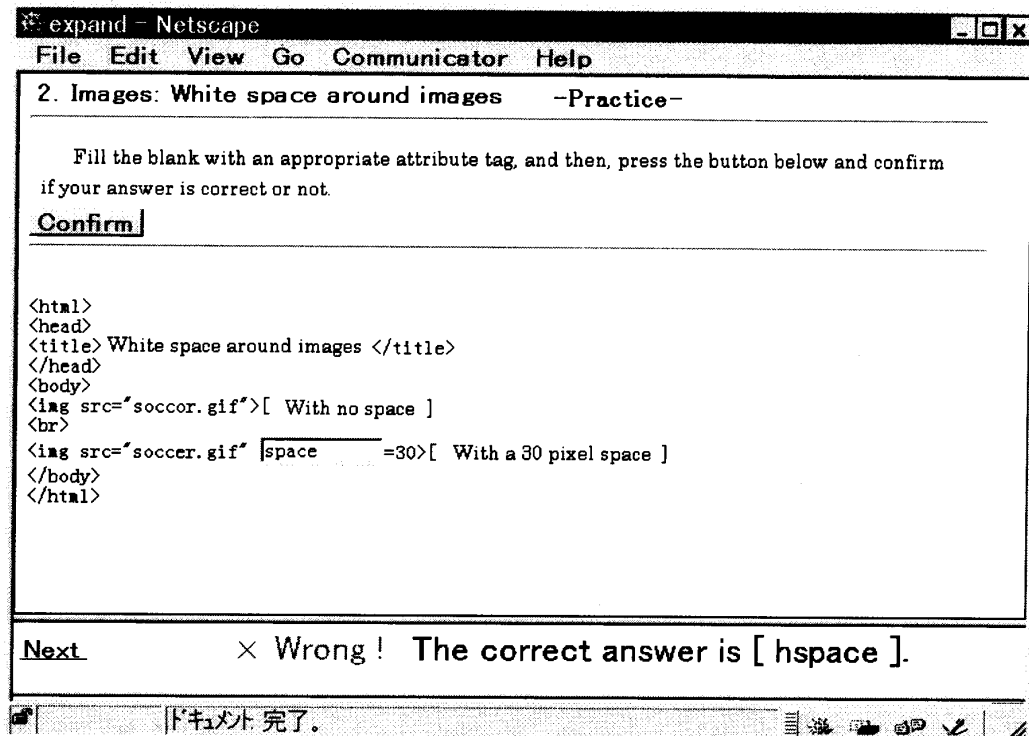 expand - Netscape
File Edit View Go Communicator Help
2. Images: White space around images -Practice-
Fill the blank with an appropriate attribute tag, and then, press the button below and confirm
if your answer is correct or not.
Confirm
<html>
<head>
<title> White space around images </title>
</head>
<body>
<img src="soccor.gif">[ With no space ]
<br>
<img src="soccer.gif" space =30>[ With a 30 pixel space ]
</body>
</html>
Next × Wrong ! The correct answer is [ hspace ].
ドキュメント: 完了。